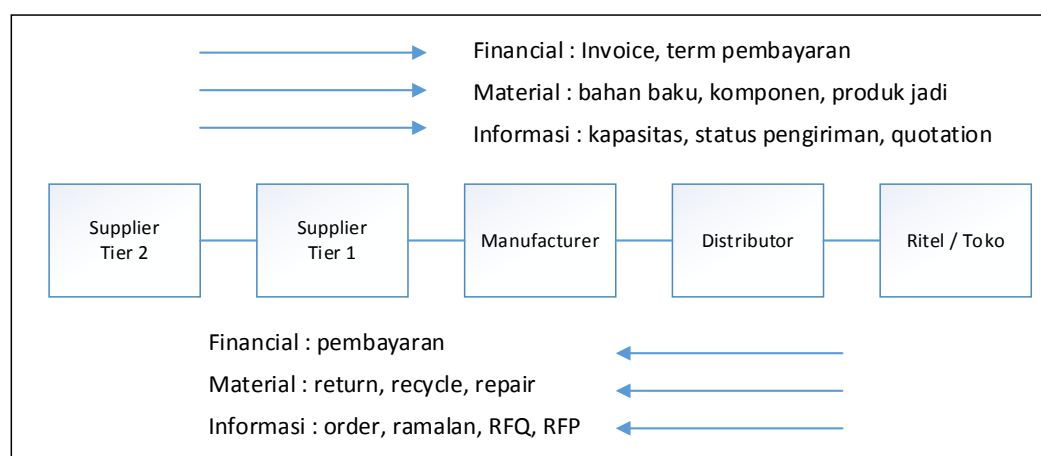 Financial : Invoice, term pembayaran
Material : bahan baku, komponen, produk jadi
Informasi : kapasitas, status pengiriman, quotation
Supplier
Tier 2
Supplier
Tier 1
Manufacturer
Distributor
Ritel / Toko
Financial : pembayaran
Material : return, recycle, repair
Informasi : order, ramalan, RFQ, RFP